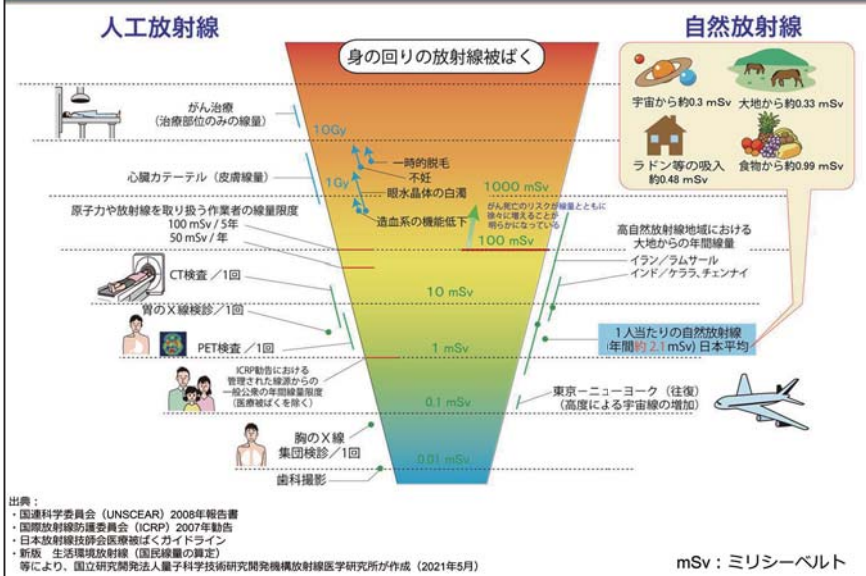 人工放射線
自然放射線
身の回りの放射線被ばく
がん治療
(治療部位のみの線量)
10Gy
心臓カテーテル(皮膚線量)
1Gy
一時的脱毛
不妊
眼水晶体の白濁
造血系の機能低下
原子力や放射線を取り扱う作業者の線量限度
100 mSv / 5年
50 mSv / 年
CT検査 / 1回
胃のX線検診 / 1回
PET検査 / 1回
ICRP勧告における
管理された線源からの
一般公衆の年間線量限度
(医療被ばくを除く)
胸のX線
集団検診 / 1回
歯科撮影
1000 mSv
がん死亡のリスクが線量とともに
徐々に増えることが
明らかになっている
100 mSv
10 mSv
1 mSv
0.1 mSv
0.01 mSv
宇宙から約0.3 mSv
大地から約0.33 mSv
ラドン等の吸入
約0.48 mSv
食物から約0.99 mSv
高自然放射線地域における
大地からの年間線量
イラン/ラムサール
インド/ケララ、チェンナイ
1人当たりの自然放射線
(年間約 2.1mSv) 日本平均
東京ーニューヨーク (往復)
(高度による宇宙線の増加)
出典:
・国連科学委員会 (UNSCEAR) 2008年報告書
・国際放射線防護委員会 (ICRP) 2007年勧告
・日本放射線技師会医療被ばくガイドライン
・新版 生活環境放射線 (国民線量の算定)
等により、国立研究開発法人量子科学技術研究開発機構放射線医学研究所が作成 (2021年5月)
mSv : ミリシーベルト